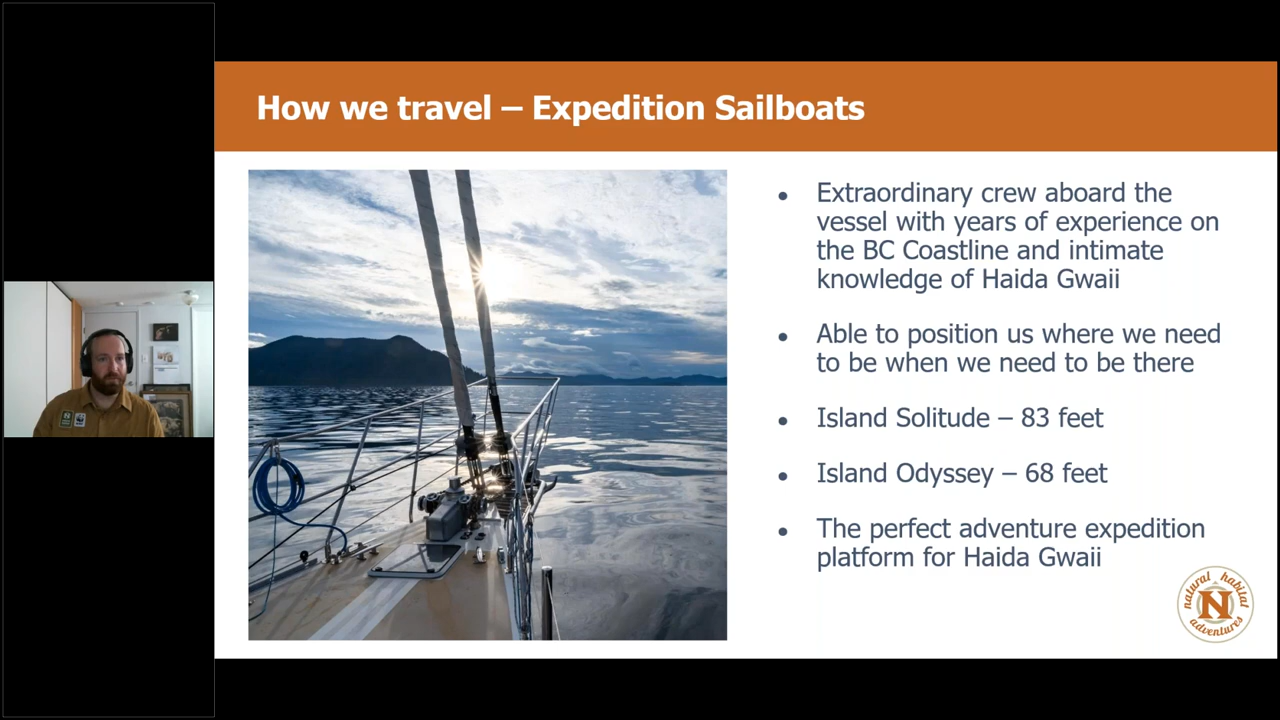 How we travel – Expedition Sailboats
• Extraordinary crew aboard the
vessel with years of experience on
the BC Coastline and intimate
knowledge of Haida Gwaii
• Able to position us where we need
to be when we need to be there
• Island Solitude – 83 feet
• Island Odyssey – 68 feet
• The perfect adventure expedition
platform for Haida Gwaii
natural habitat
N
adventures